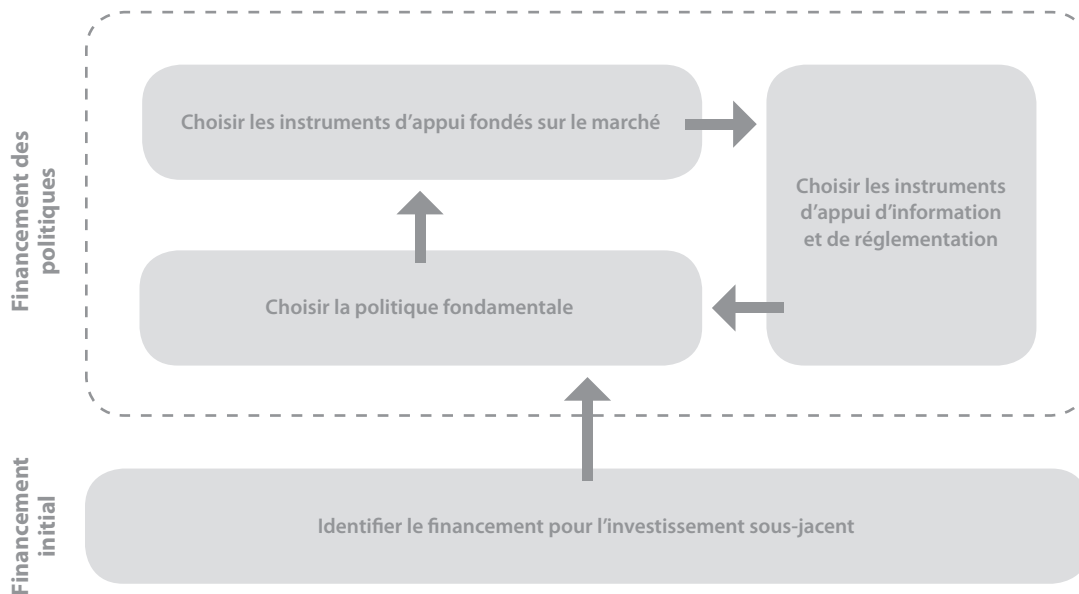 Financement des
politiques
Choisir les instruments d'appui fondés sur le marché
Choisir les instruments
d'appui d'information
et de réglementation
Choisir la politique fondamentale
Financement
initial
Identifier le financement pour l'investissement sous-jacent